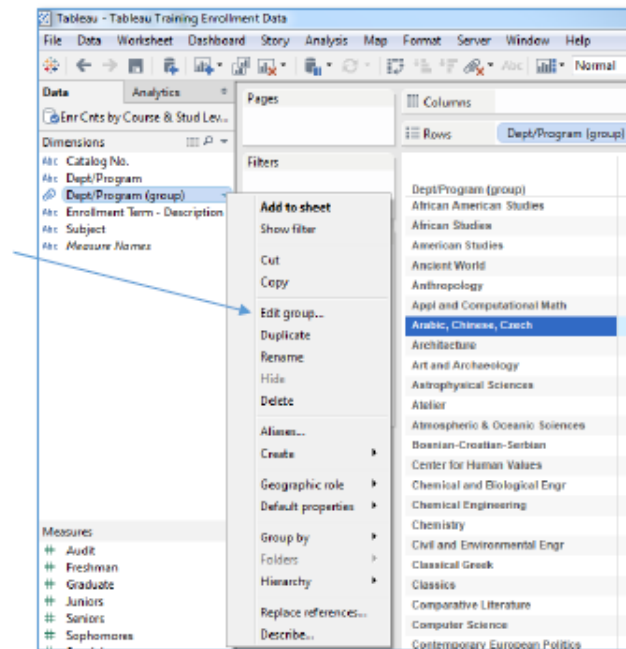 Tableau - Tableau Training Enrollment Data
File Data Worksheet Dashboard Story Analysis Map Format Server Window Help
Abc Normal
Data Analytics
Enr Cnts by Course & Stud Lev...
Dimensions
Abc Catalog No.
Abc Dept/Program
Dept/Program (group)
Abc Enrollment Term - Description
Abc Subject
Abc Measure Names
Measures
# Audit
# Freshman
# Graduate
# Juniors
# Seniors
# Sophomores
Pages
Filters
Add to sheet
Show filter
Cut
Copy
Edit group...
Duplicate
Rename
Hide
Delete
Aliases...
Create
Geographic role
Default properties
Group by
Folders
Hierarchy
Replace references...
Describe...
Columns
Rows Dept/Program (group)
Dept/Program (group)
African American Studies
African Studies
American Studies
Ancient World
Anthropology
Appl and Computational Math
Arabic, Chinese, Czech
Architecture
Art and Archaeology
Astrophysical Sciences
Atelier
Atmospheric & Oceanic Sciences
Bosnian-Croatian-Serbian
Center for Human Values
Chemical and Biological Engr
Chemical Engineering
Chemistry
Civil and Environmental Engr
Classical Greek
Classics
Comparative Literature
Computer Science
Contemporary European Politics